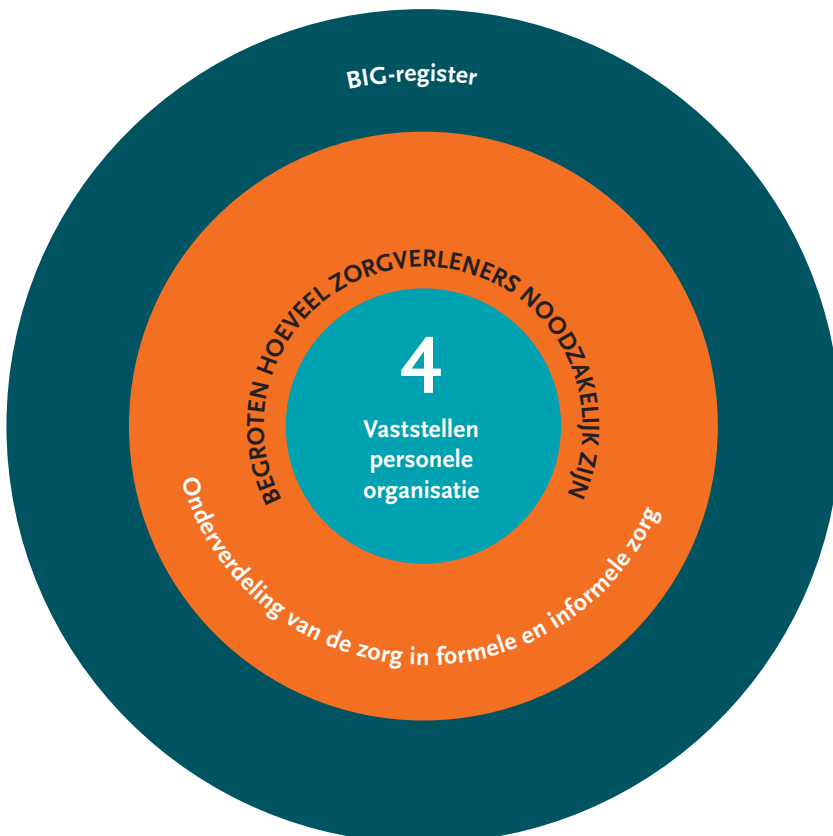 BIG-register
BEGROTEN HOEVEEL ZORGVERLENERS NOODZAKELIJK ZIJN
4
Vaststellen
personele
organisatie
Onderverdeling van de zorg in formele en informele zorg